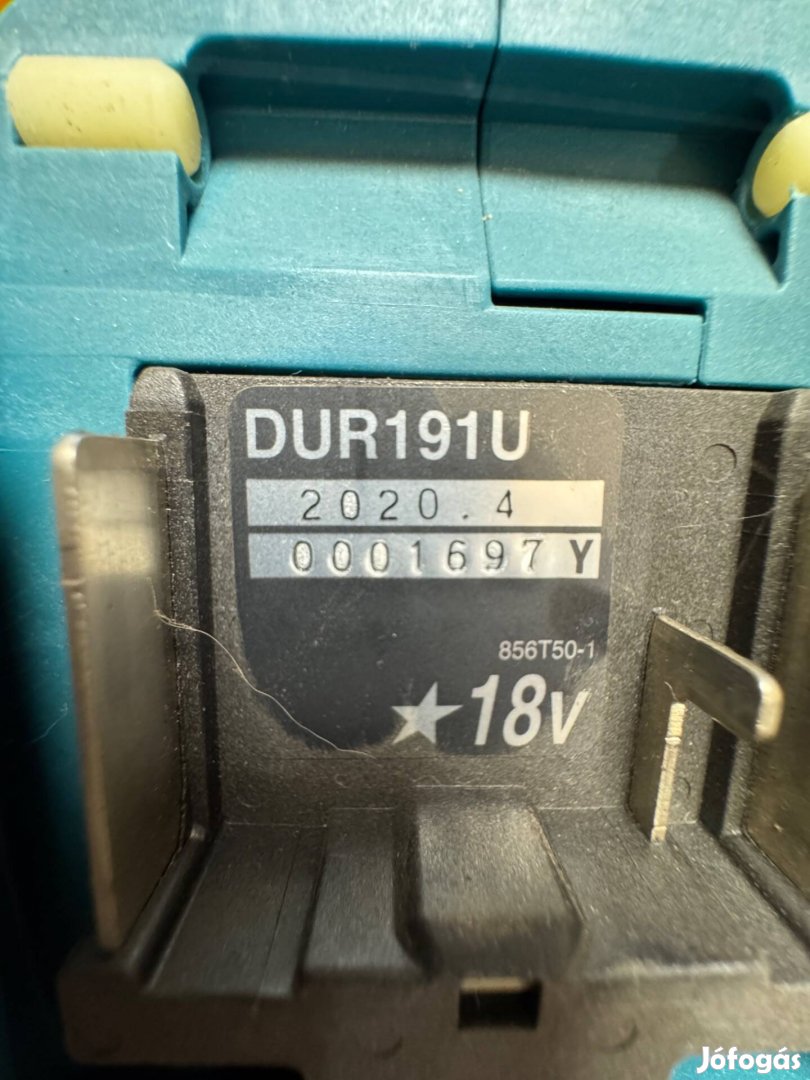 DUR191U
2020.4
0001697 Y
856T50-1
★18V
Jófogás